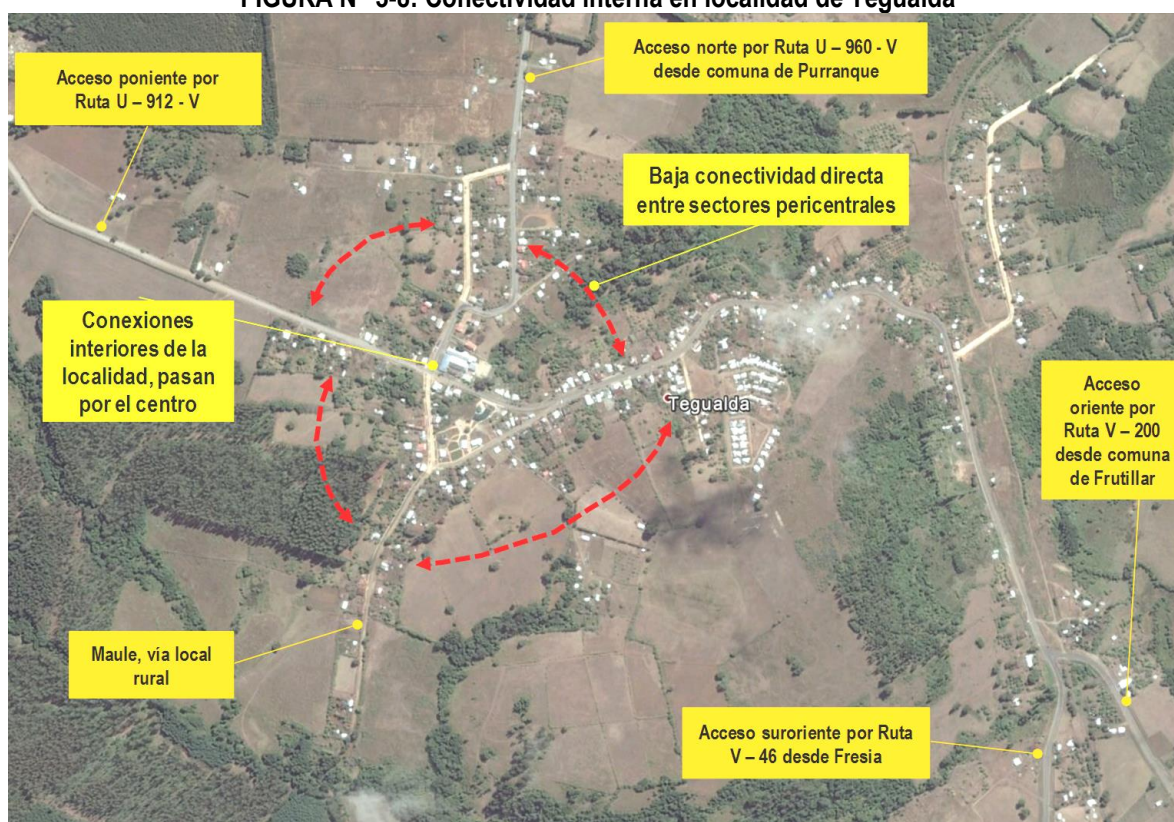 FIGURA N° 3-6: Conectividad interna en localidad de Tegualda
Acceso poniente por
Ruta U – 912 - V
Acceso norte por Ruta U – 960 - V
desde comuna de Purranque
Baja conectividad directa
entre sectores pericentrales
Conexiones
interiores de la
localidad, pasan
por el centro
Tegualda
Acceso
oriente por
Ruta V – 200
desde comuna
de Frutillar
Maule, vía local
rural
Acceso suroriente por Ruta
V – 46 desde Fresia